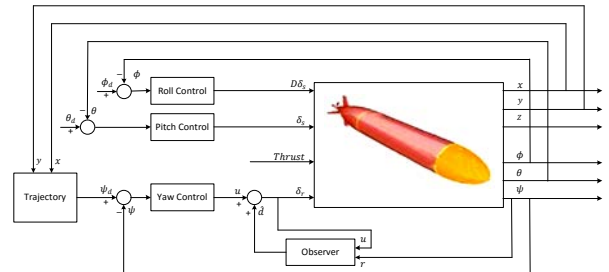 ϕ
ϕ_d
Roll Control
Dδ_s
x
θ
y
θ_d
Pitch Control
δ_s
z
Thrust
ϕ
y
x
θ
Trajectory
ψ_d
ψ
Yaw Control
u
d̂
δ_r
ψ
Observer
u
r